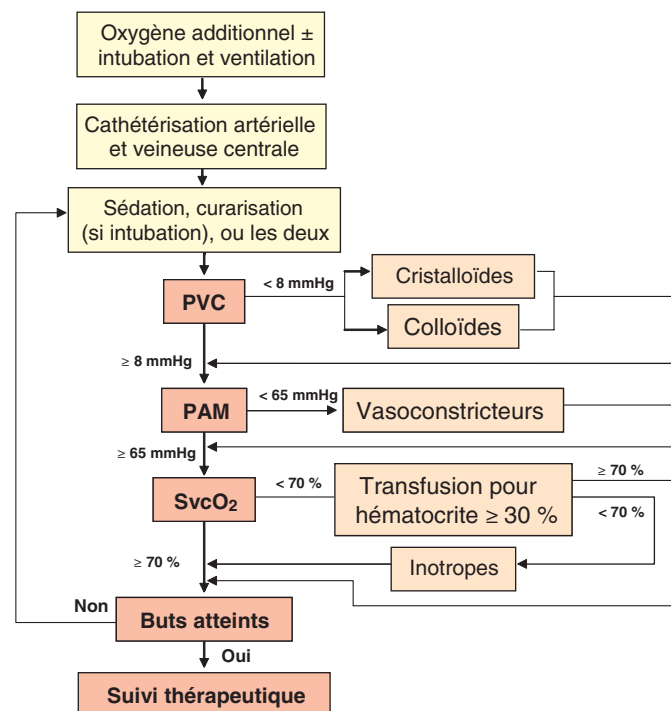 Oxygène additionnel ±
intubation et ventilation
Cathétérisation artérielle
et veineuse centrale
Sédation, curarisation
(si intubation), ou les deux
PVC
< 8 mmHg
Cristalloïdes
Colloïdes
≥ 8 mmHg
PAM
< 65 mmHg
Vasoconstricteurs
≥ 65 mmHg
SvcO₂
< 70 %
Transfusion pour
hématocrite ≥ 30 %
≥ 70 %
< 70 %
≥ 70 %
Inotropes
Non
Buts atteints
Oui
Suivi thérapeutique